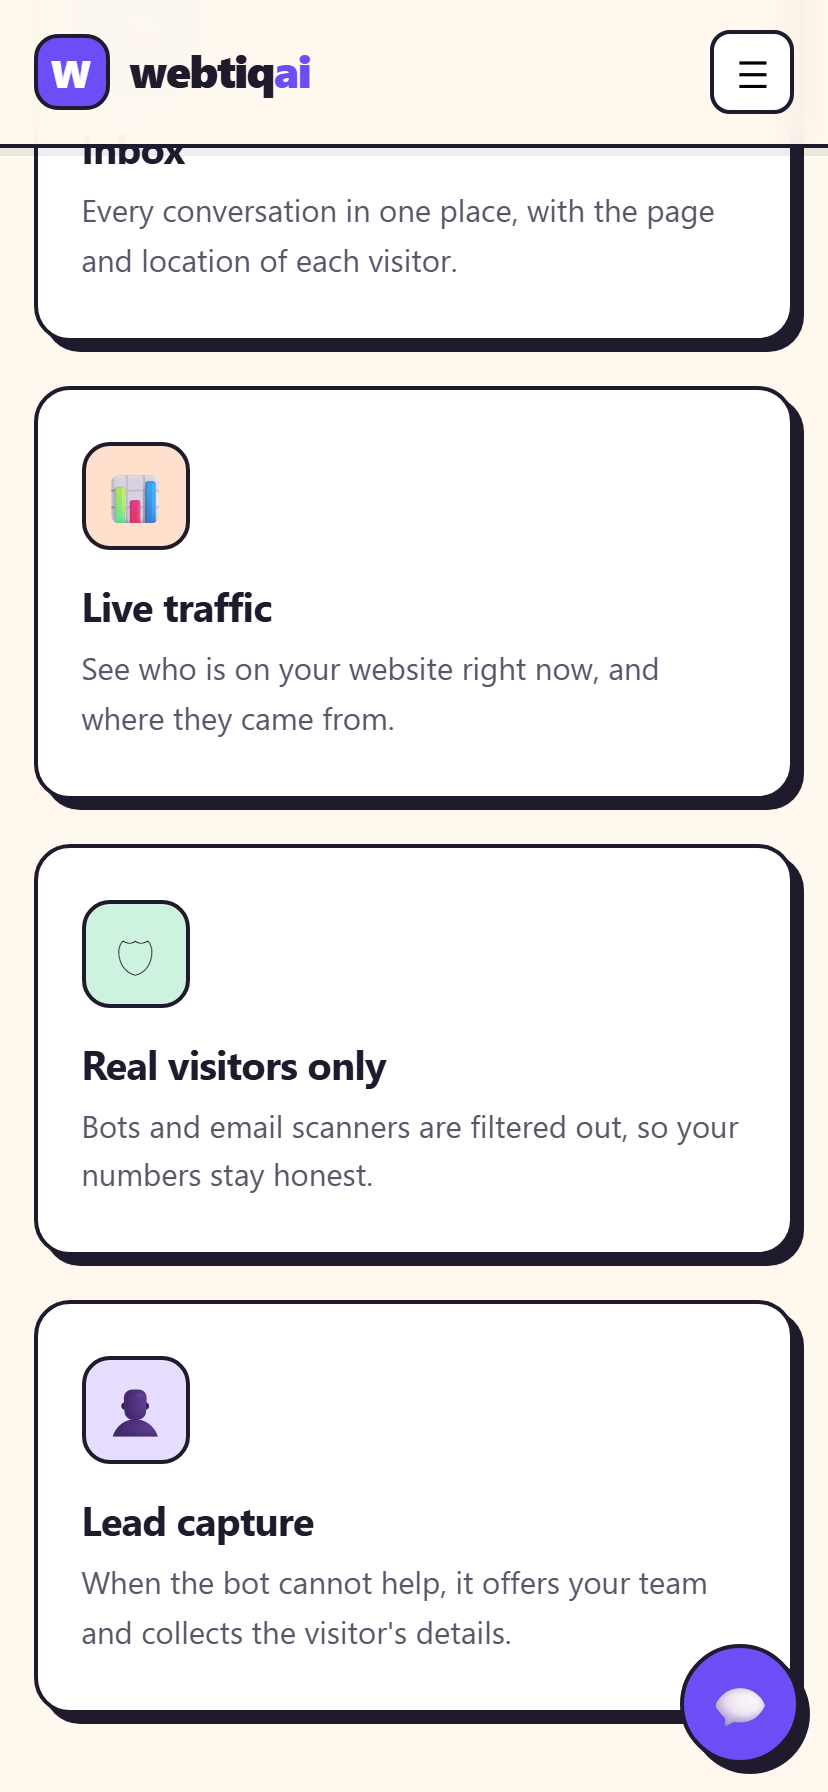 W webtiqai
Inbox
Every conversation in one place, with the page
and location of each visitor.
Live traffic
See who is on your website right now, and
where they came from.
Real visitors only
Bots and email scanners are filtered out, so your
numbers stay honest.
Lead capture
When the bot cannot help, it offers your team
and collects the visitor's details.